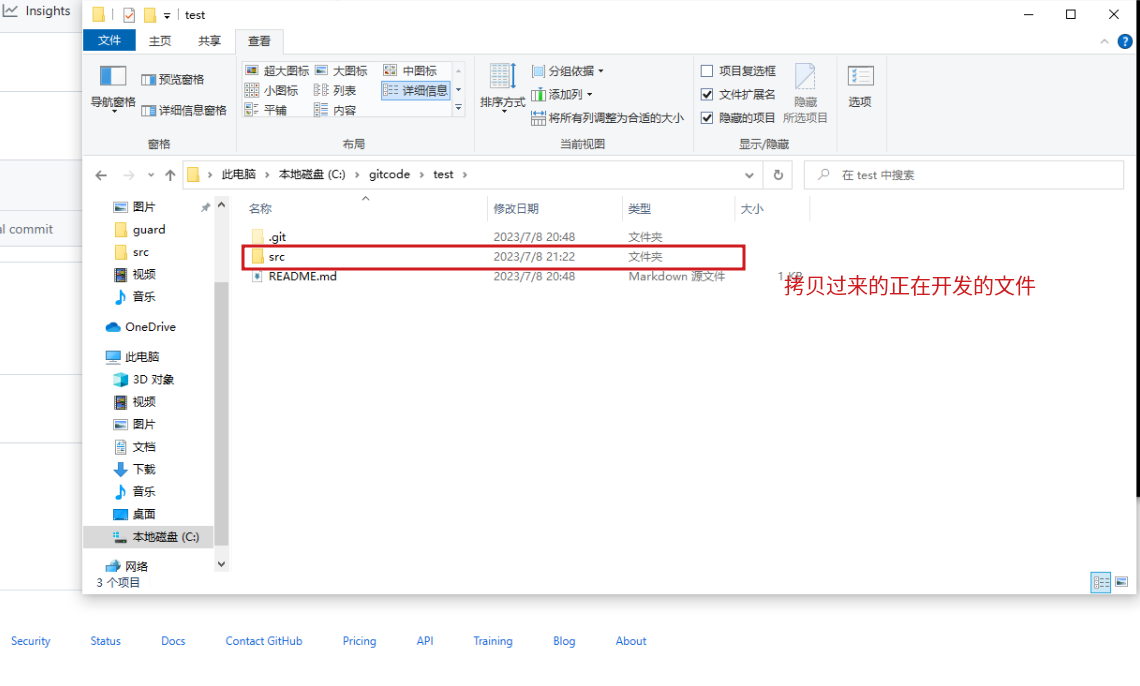 Insights
test
文件 主页 共享 查看
导航窗格
预览窗格
详细信息窗格
窗格
超大图标 大图标 中图标
小图标 列表 详细信息
平铺 内容
布局
排序方式
分组依据
添加列
将所有列调整为合适的大小
当前视图
项目复选框
文件扩展名
隐藏的项目
隐藏
所选项目
显示/隐藏
选项
此电脑 › 本地磁盘 (C:) › gitcode › test ›
在 test 中搜索
al commit
图片
guard
src
视频
音乐
OneDrive
此电脑
3D 对象
视频
图片
文档
下载
音乐
桌面
本地磁盘 (C:)
网络
名称 修改日期 类型 大小
.git 2023/7/8 20:48 文件夹
src 2023/7/8 21:22 文件夹
README.md 2023/7/8 20:48 Markdown 源文件 1 KB
拷贝过来的正在开发的文件
3 个项目
Security Status Docs Contact GitHub Pricing API Training Blog About